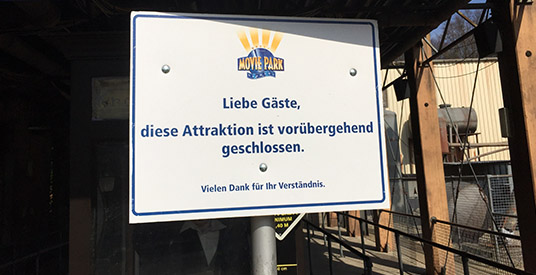 MOVIE PARK
Liebe Gäste,
diese Attraktion ist vorübergehend
geschlossen.
Vielen Dank für Ihr Verständnis.